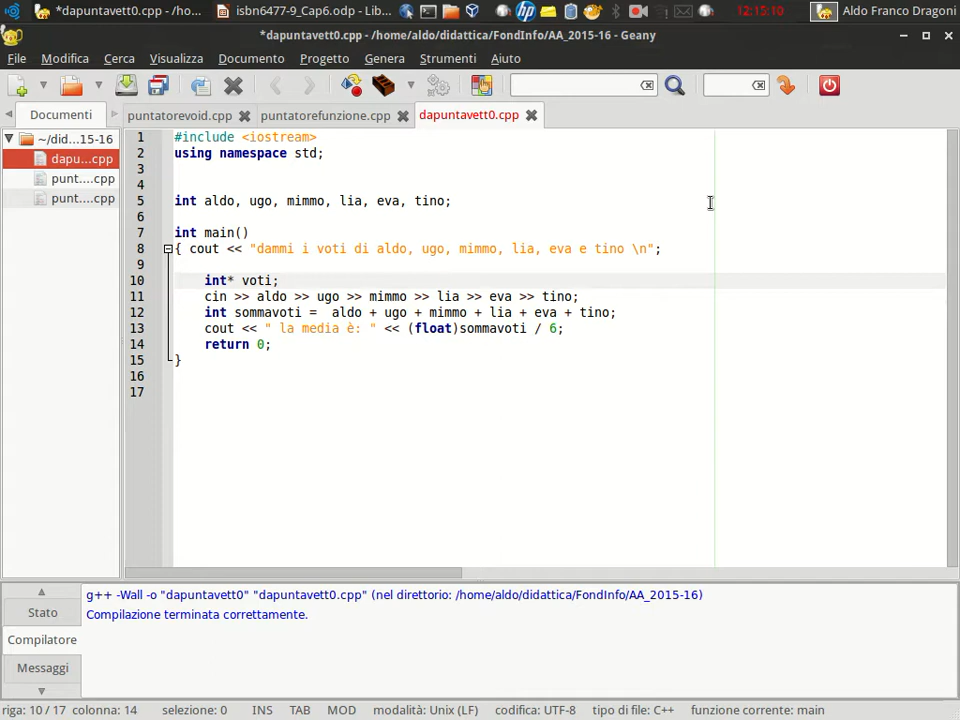 *dapuntavett0.cpp - /ho...
isbn6477-9_Cap6.odp - Lib...
12:15:10
Aldo Franco Dragoni
*dapuntavett0.cpp - /home/aldo/didattica/FondInfo/AA_2015-16 - Geany
File Modifica Cerca Visualizza Documento Progetto Genera Strumenti Aiuto
Documenti
puntatorevoid.cpp
puntatorefunzione.cpp
dapuntavett0.cpp
~/did...15-16
dapu...cpp
punt....cpp
punt....cpp
1 #include <iostream>
2 using namespace std;
3
4
5 int aldo, ugo, mimmo, lia, eva, tino;
6
7 int main()
8 { cout << "dammi i voti di aldo, ugo, mimmo, lia, eva e tino \n";
9
10 int* voti;
11 cin >> aldo >> ugo >> mimmo >> lia >> eva >> tino;
12 int sommavoti =  aldo + ugo + mimmo + lia + eva + tino;
13 cout << " la media è: " << (float)sommavoti / 6;
14 return 0;
15 }
16
17
Stato
Compilatore
Messaggi
g++ -Wall -o "dapuntavett0" "dapuntavett0.cpp" (nel direttorio: /home/aldo/didattica/FondInfo/AA_2015-16)
Compilazione terminata correttamente.
riga: 10 / 17 colonna: 14 selezione: 0 INS TAB MOD modalità: Unix (LF) codifica: UTF-8 tipo di file: C++ funzione corrente: main